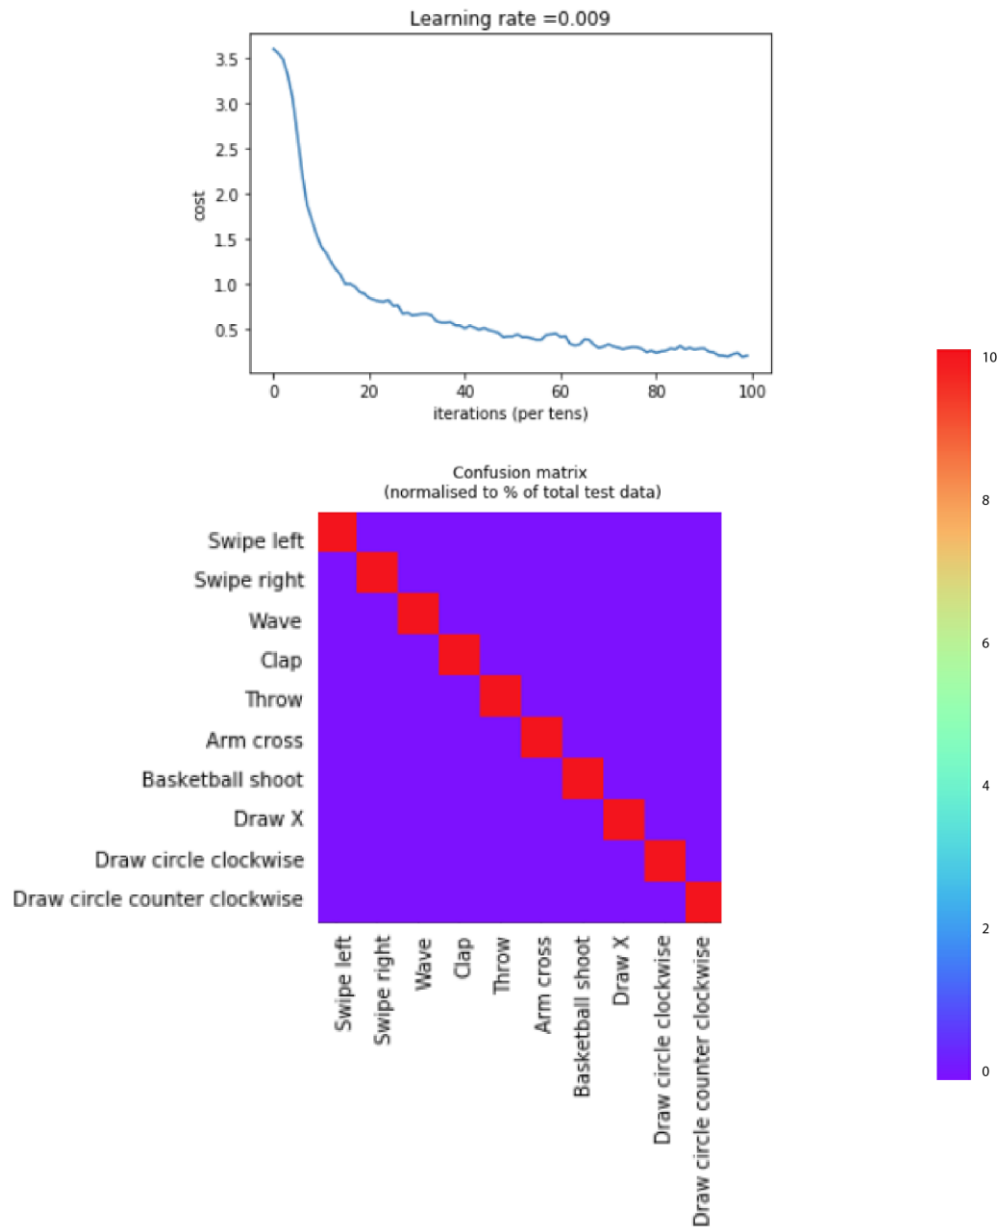 Learning rate =0.009
3.5
3.0
2.5
2.0
1.5
1.0
0.5
cost
0 20 40 60 80 100
iterations (per tens)
10
8
6
4
2
0
Confusion matrix
(normalised to % of total test data)
Swipe left
Swipe right
Wave
Clap
Throw
Arm cross
Basketball shoot
Draw X
Draw circle clockwise
Draw circle counter clockwise
Swipe left
Swipe right
Wave
Clap
Throw
Arm cross
Basketball shoot
Draw X
Draw circle clockwise
Draw circle counter clockwise